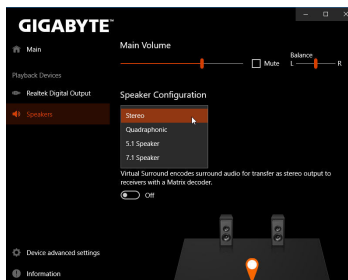 GIGABYTE™
Main
Playback Devices
Realtek Digital Output
Speakers
Device advanced settings
Information
Main Volume
Mute
Balance
L R
Speaker Configuration
Stereo
Quadraphonic
5.1 Speaker
7.1 Speaker
Virtual Surround encodes surround audio for transfer as stereo output to
receivers with a Matrix decoder.
Off